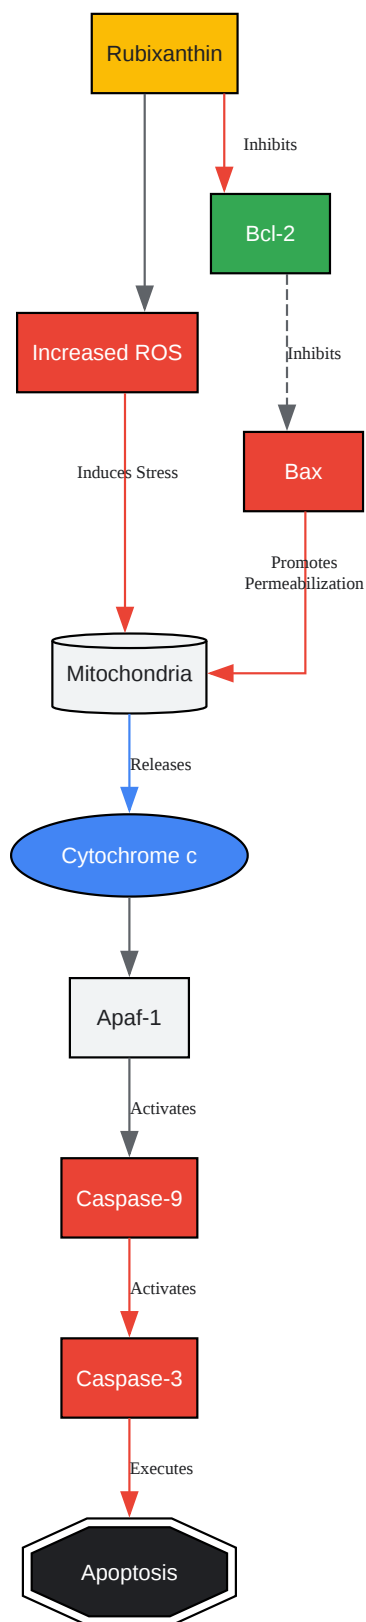 Rubixanthin
Inhibits
Bcl-2
Increased ROS
Inhibits
Bax
Induces Stress
Promotes
Permeabilization
Mitochondria
Releases
Cytochrome c
Apaf-1
Activates
Caspase-9
Activates
Caspase-3
Executes
Apoptosis